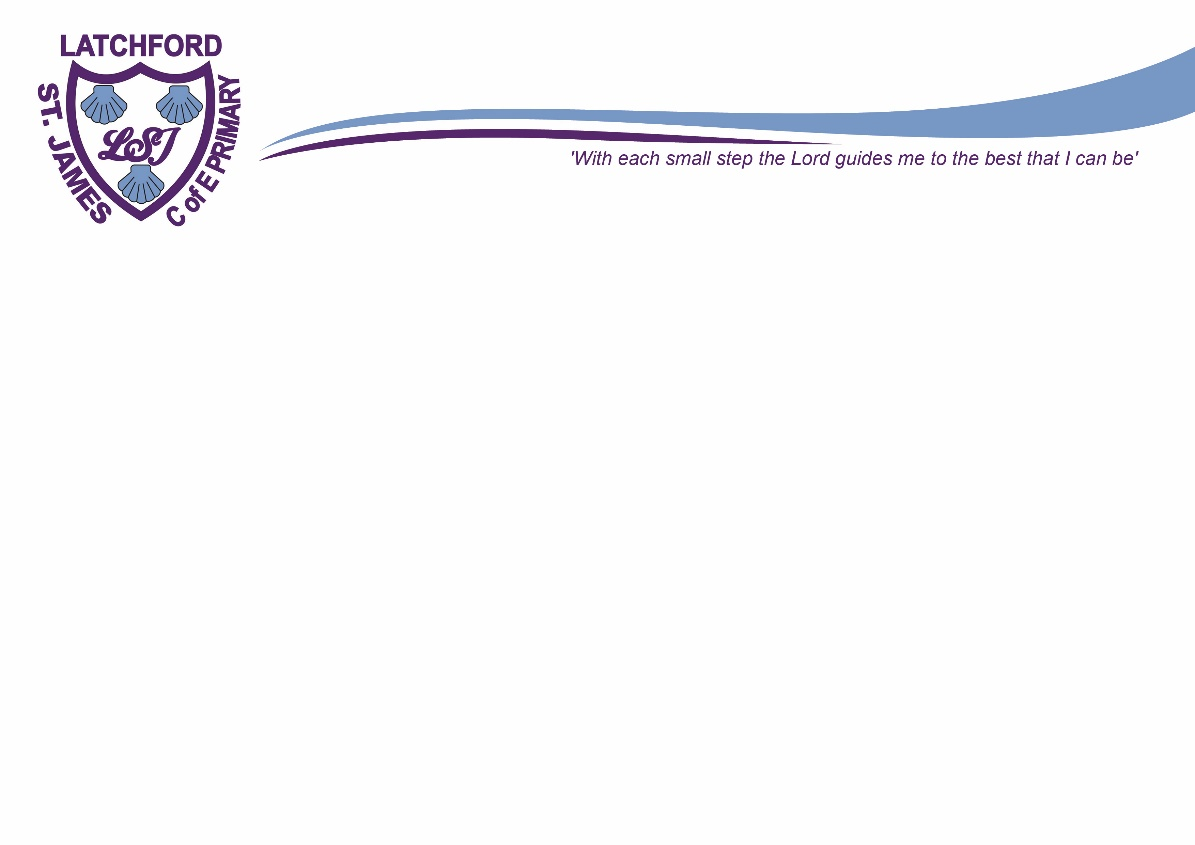 LATCHFORD
ST. JAMES
C of E PRIMARY
LSJ
'With each small step the Lord guides me to the best that I can be'